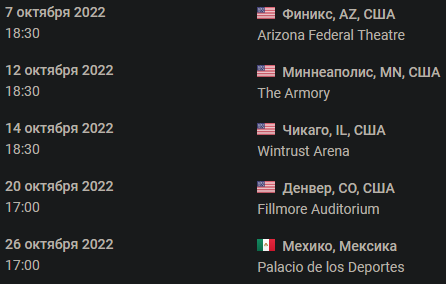 7 октября 2022
Финикс, AZ, США
18:30
Arizona Federal Theatre
12 октября 2022
Миннеаполис, MN, США
18:30
The Armory
14 октября 2022
Чикаго, IL, США
18:30
Wintrust Arena
20 октября 2022
Денвер, CO, США
17:00
Fillmore Auditorium
26 октября 2022
Мехико, Мексика
17:00
Palacio de los Deportes